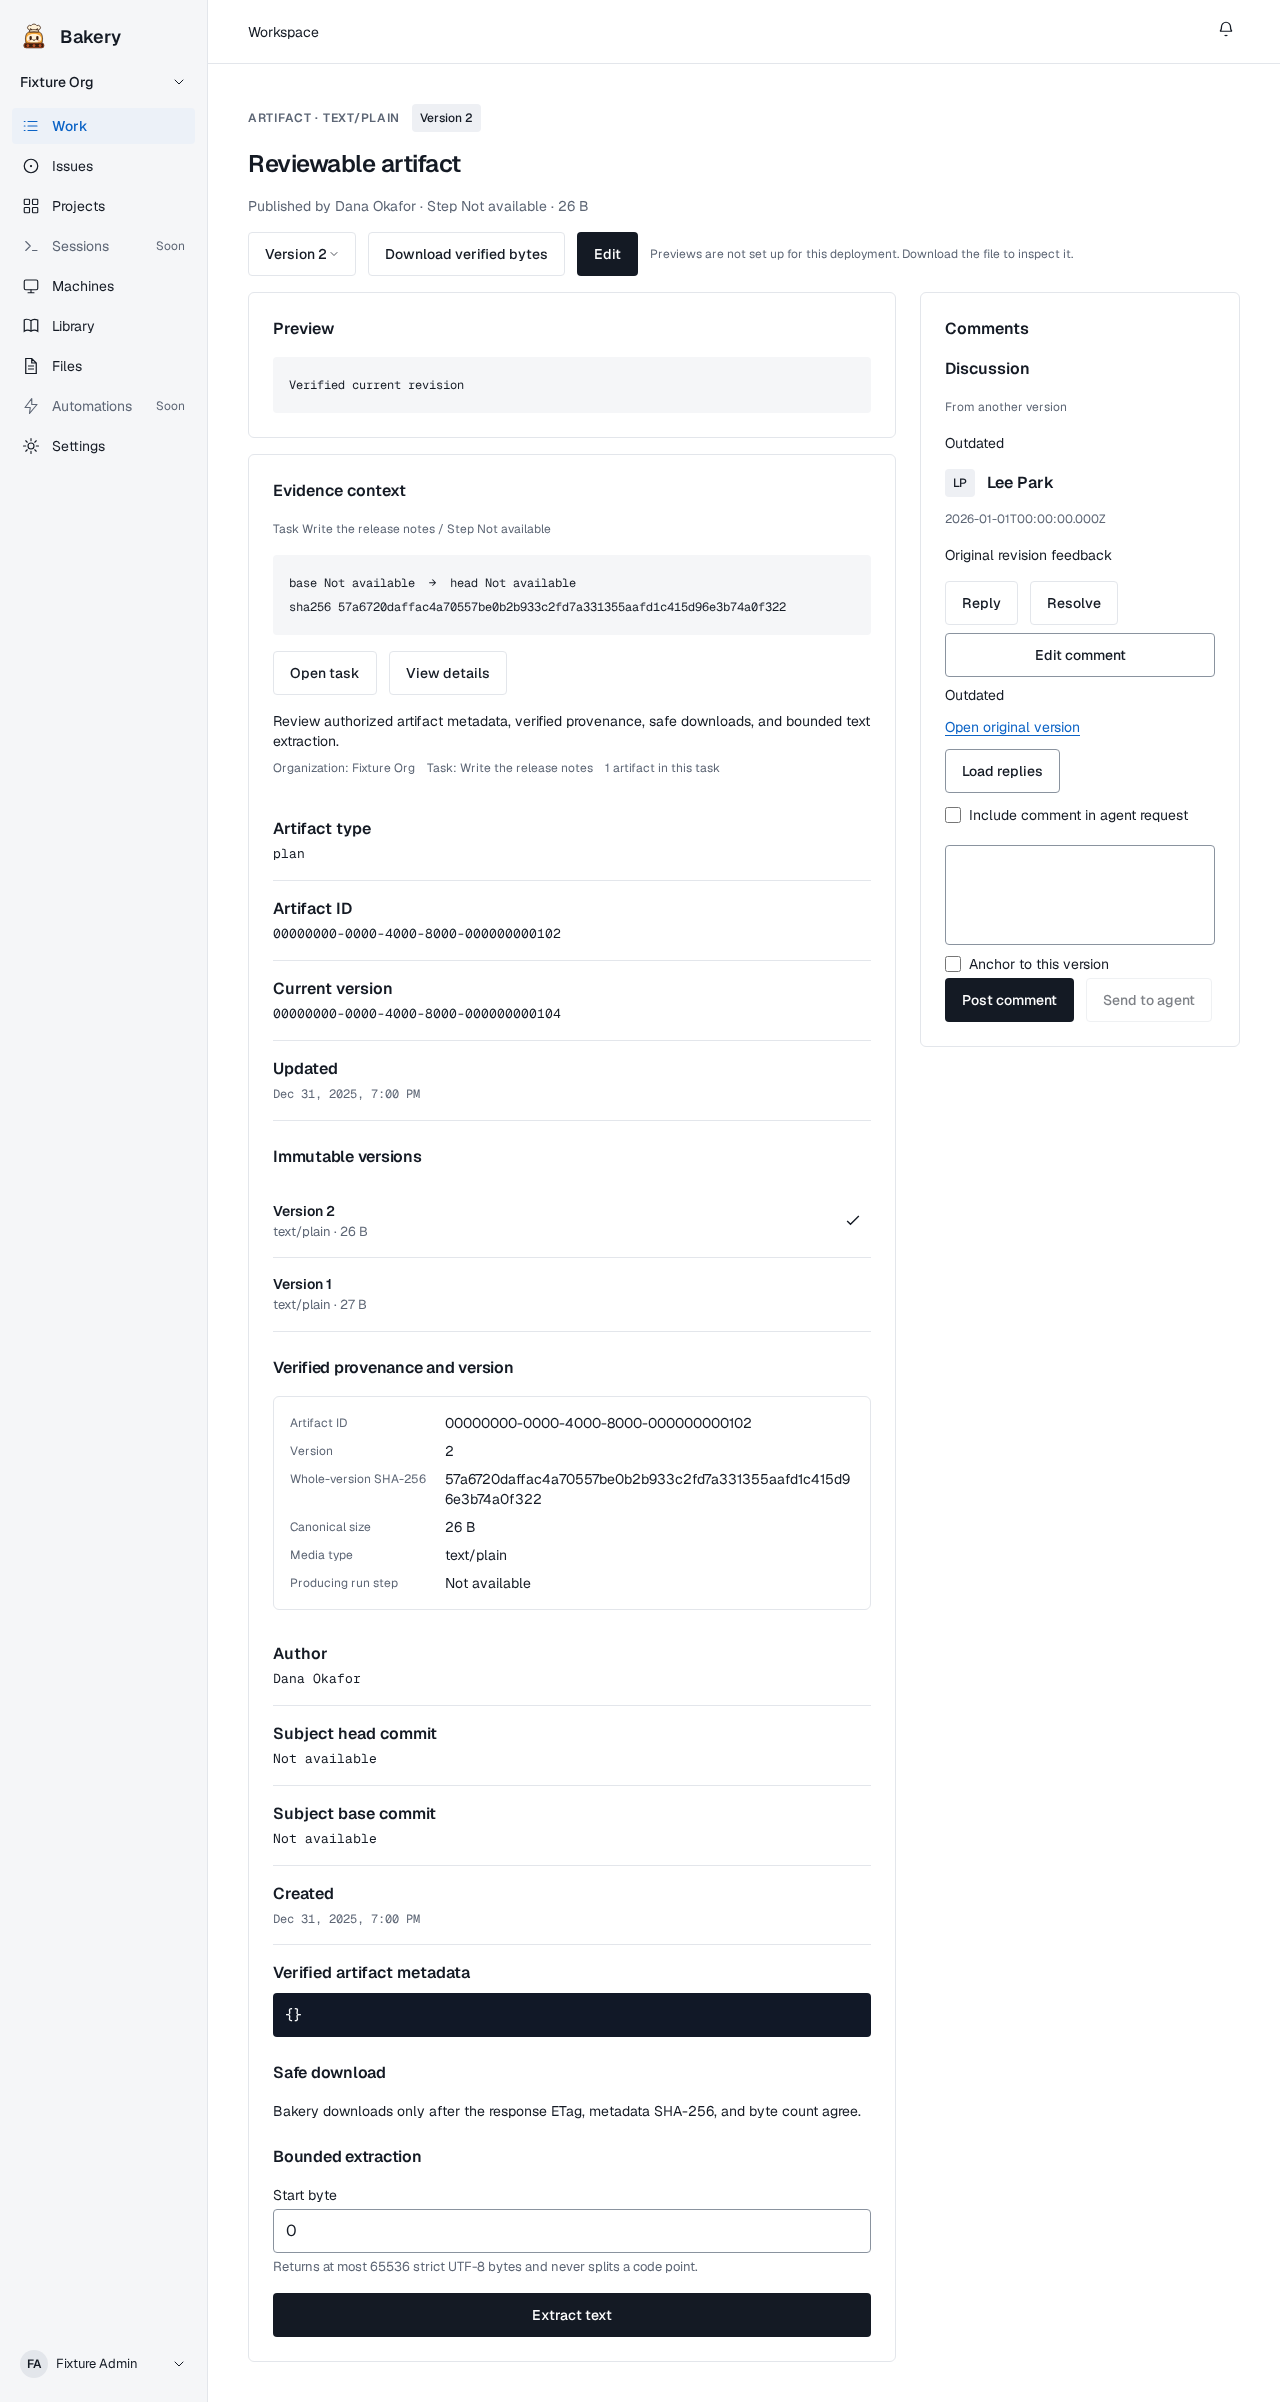 Bakery
Fixture Org
Work
Issues
Projects
Sessions Soon
Machines
Library
Files
Automations Soon
Settings
FA Fixture Admin
Workspace
ARTIFACT · TEXT/PLAIN Version 2
Reviewable artifact
Published by Dana Okafor · Step Not available · 26 B
Version 2 Download verified bytes Edit Previews are not set up for this deployment. Download the file to inspect it.
Preview
Verified current revision
Evidence context
Task Write the release notes / Step Not available
base Not available → head Not available
sha256 57a6720daffac4a70557be0b2b933c2fd7a331355aafd1c415d96e3b74a0f322
Open task View details
Review authorized artifact metadata, verified provenance, safe downloads, and bounded text
extraction.
Organization: Fixture Org Task: Write the release notes 1 artifact in this task
Artifact type
plan
Artifact ID
00000000-0000-4000-8000-000000000102
Current version
00000000-0000-4000-8000-000000000104
Updated
Dec 31, 2025, 7:00 PM
Immutable versions
Version 2
text/plain · 26 B
Version 1
text/plain · 27 B
Verified provenance and version
Artifact ID 00000000-0000-4000-8000-000000000102
Version 2
Whole-version SHA-256 57a6720daffac4a70557be0b2b933c2fd7a331355aafd1c415d9
6e3b74a0f322
Canonical size 26 B
Media type text/plain
Producing run step Not available
Author
Dana Okafor
Subject head commit
Not available
Subject base commit
Not available
Created
Dec 31, 2025, 7:00 PM
Verified artifact metadata
{}
Safe download
Bakery downloads only after the response ETag, metadata SHA-256, and byte count agree.
Bounded extraction
Start byte
0
Returns at most 65536 strict UTF-8 bytes and never splits a code point.
Extract text
Comments
Discussion
From another version
Outdated
LP Lee Park
2026-01-01T00:00:00.000Z
Original revision feedback
Reply Resolve
Edit comment
Outdated
Open original version
Load replies
Include comment in agent request
Anchor to this version
Post comment Send to agent